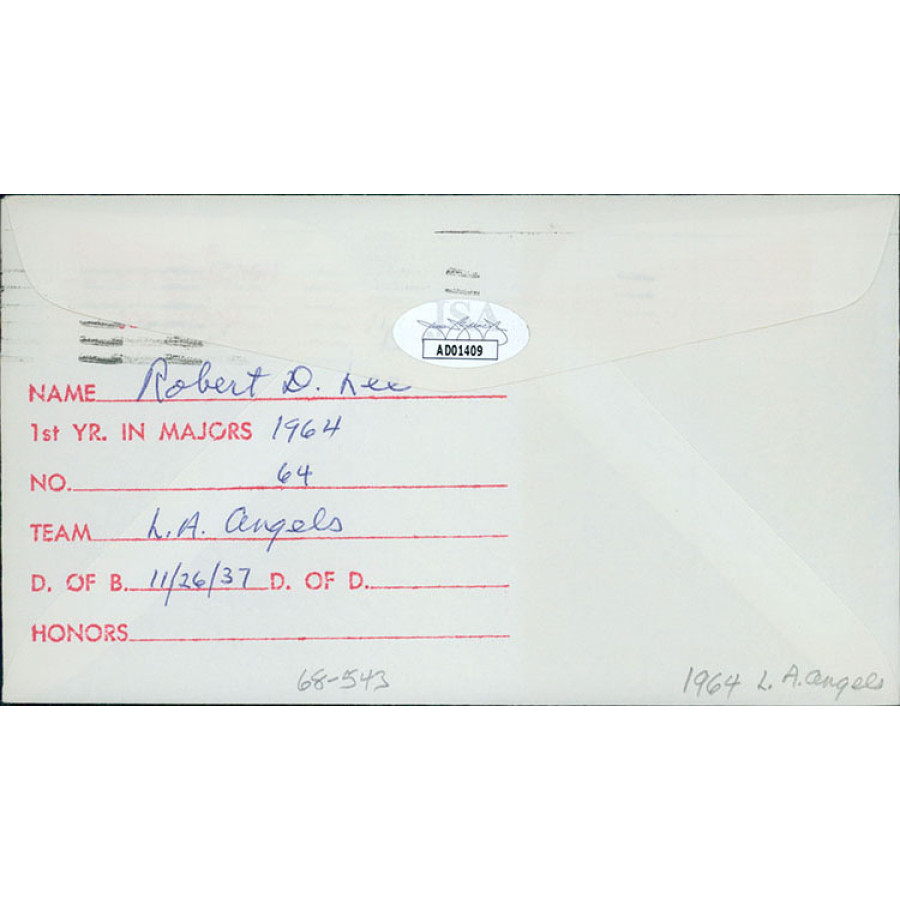 JSA
AD01409
NAME Robert D. Lee
1st YR. IN MAJORS 1964
NO. 64
TEAM L.A. Angels
D. OF B. 11/26/37 D. OF D.
HONORS
68-543
1964 L.A. Angels